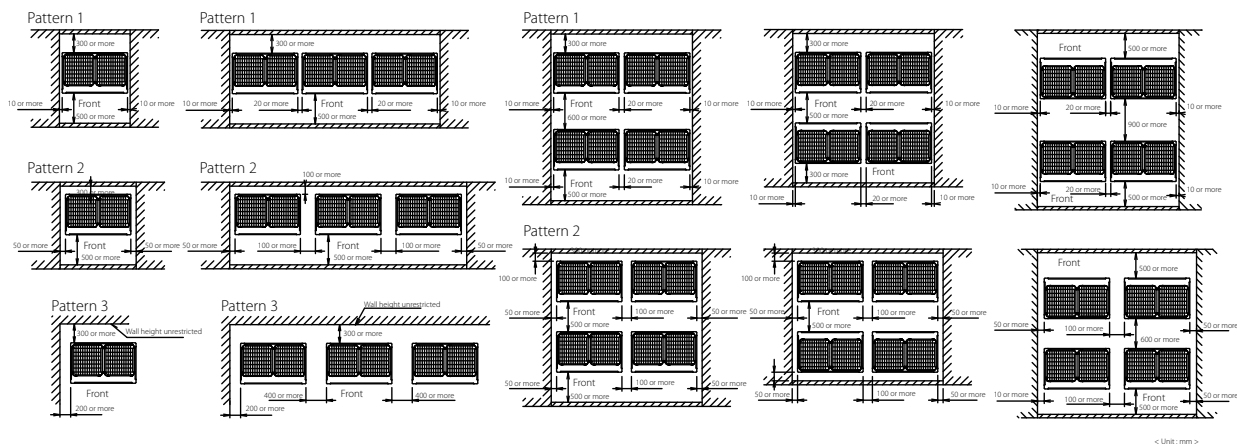 Pattern 1
300 or more
10 or more
Front
10 or more
500 or more
Pattern 1
300 or more
10 or more
20 or more
Front
20 or more
10 or more
500 or more
Pattern 2
300 or more
50 or more
Front
50 or more
500 or more
Pattern 2
100 or more
50 or more
100 or more
Front
100 or more
50 or more
500 or more
Pattern 3
Wall height unrestricted
300 or more
Front
200 or more
Pattern 3
Wall height unrestricted
300 or more
400 or more
Front
400 or more
200 or more
Pattern 1
300 or more
10 or more
Front
20 or more
10 or more
600 or more
10 or more
Front
20 or more
10 or more
500 or more
300 or more
10 or more
Front
20 or more
10 or more
500 or more
300 or more
Front
10 or more
20 or more
10 or more
Front
500 or more
10 or more
20 or more
10 or more
900 or more
10 or more
20 or more
10 or more
Front
500 or more
Pattern 2
100 or more
50 or more
Front
100 or more
50 or more
500 or more
50 or more
Front
100 or more
50 or more
500 or more
100 or more
50 or more
Front
100 or more
50 or more
500 or more
50 or more
100 or more
50 or more
Front
500 or more
50 or more
100 or more
50 or more
600 or more
10 or more
100 or more
Front
50 or more
500 or more
< Unit : mm >